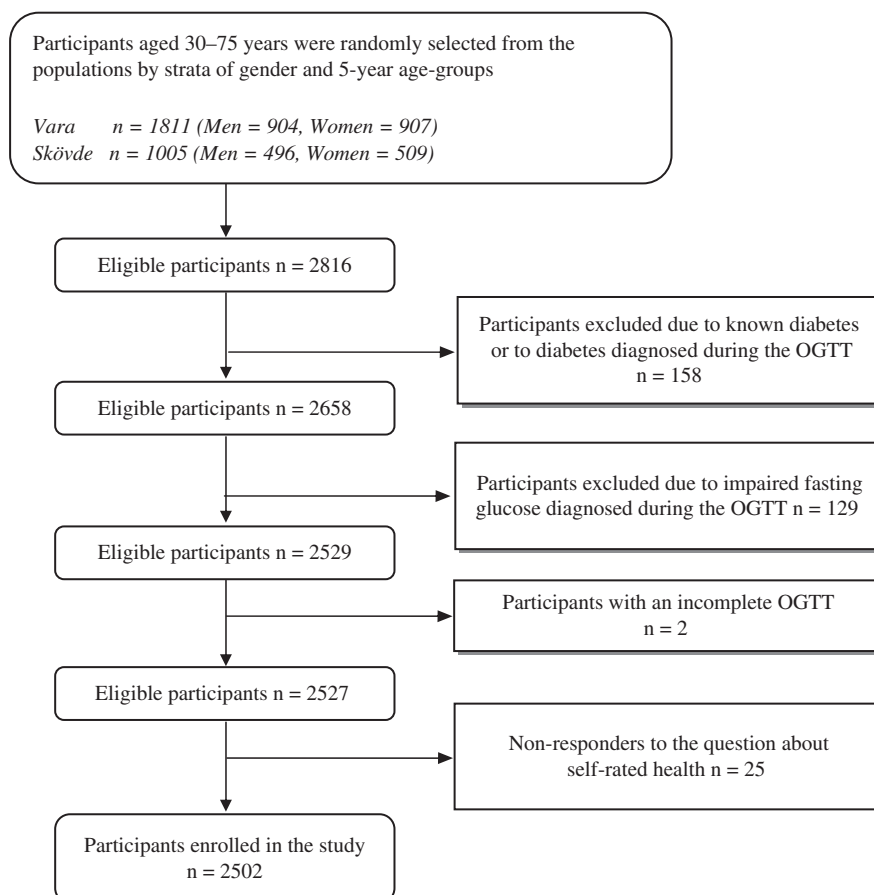 Participants aged 30–75 years were randomly selected from the
populations by strata of gender and 5-year age-groups
Vara n = 1811 (Men = 904, Women = 907)
Skövde n = 1005 (Men = 496, Women = 509)
Eligible participants n = 2816
Participants excluded due to known diabetes
or to diabetes diagnosed during the OGTT
n = 158
Eligible participants n = 2658
Participants excluded due to impaired fasting
glucose diagnosed during the OGTT n = 129
Eligible participants n = 2529
Participants with an incomplete OGTT
n = 2
Eligible participants n = 2527
Non-responders to the question about
self-rated health n = 25
Participants enrolled in the study
n = 2502